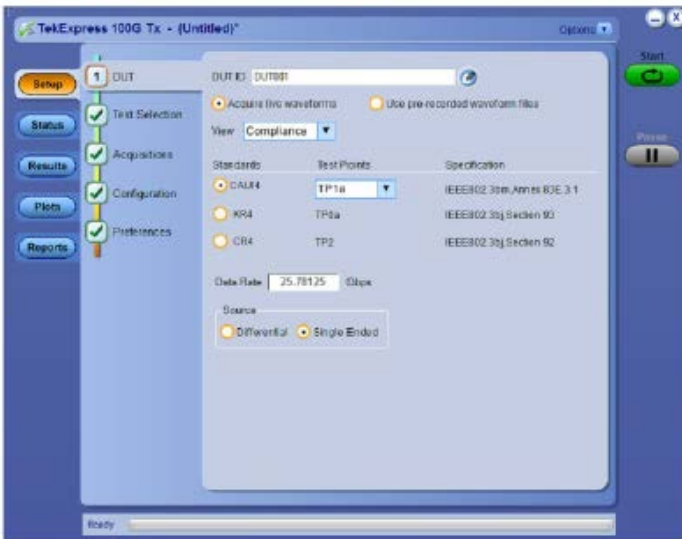 TekExpress 100G Tx - (Untitled)*
Options
Start
Setup
1 DUT
DUT ID DUT001
Acquire live waveforms
Use pre-recorded waveform files
Status
Test Selection
View Compliance
Pause
Results
Acquisitions
Standards Test Points Specification
CAUI4 TP1a IEEE802.3bm,Annex 83E.3.1
Plots
Configuration
KR4 TP0a IEEE802.3bj,Section 93
Reports
Preferences
CR4 TP2 IEEE802.3bj,Section 92
Data Rate 25.78125 Gbps
Source
Differential Single Ended
Ready